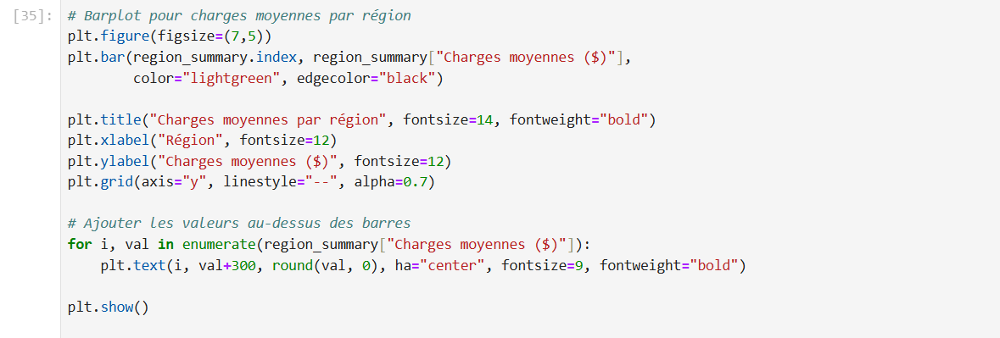 [35]: # Barplot pour charges moyennes par région
plt.figure(figsize=(7,5))
plt.bar(region_summary.index, region_summary["Charges moyennes ($)"],
        color="lightgreen", edgecolor="black")

plt.title("Charges moyennes par région", fontsize=14, fontweight="bold")
plt.xlabel("Région", fontsize=12)
plt.ylabel("Charges moyennes ($)", fontsize=12)
plt.grid(axis="y", linestyle="--", alpha=0.7)

# Ajouter les valeurs au-dessus des barres
for i, val in enumerate(region_summary["Charges moyennes ($)"]):
    plt.text(i, val+300, round(val, 0), ha="center", fontsize=9, fontweight="bold")

plt.show()